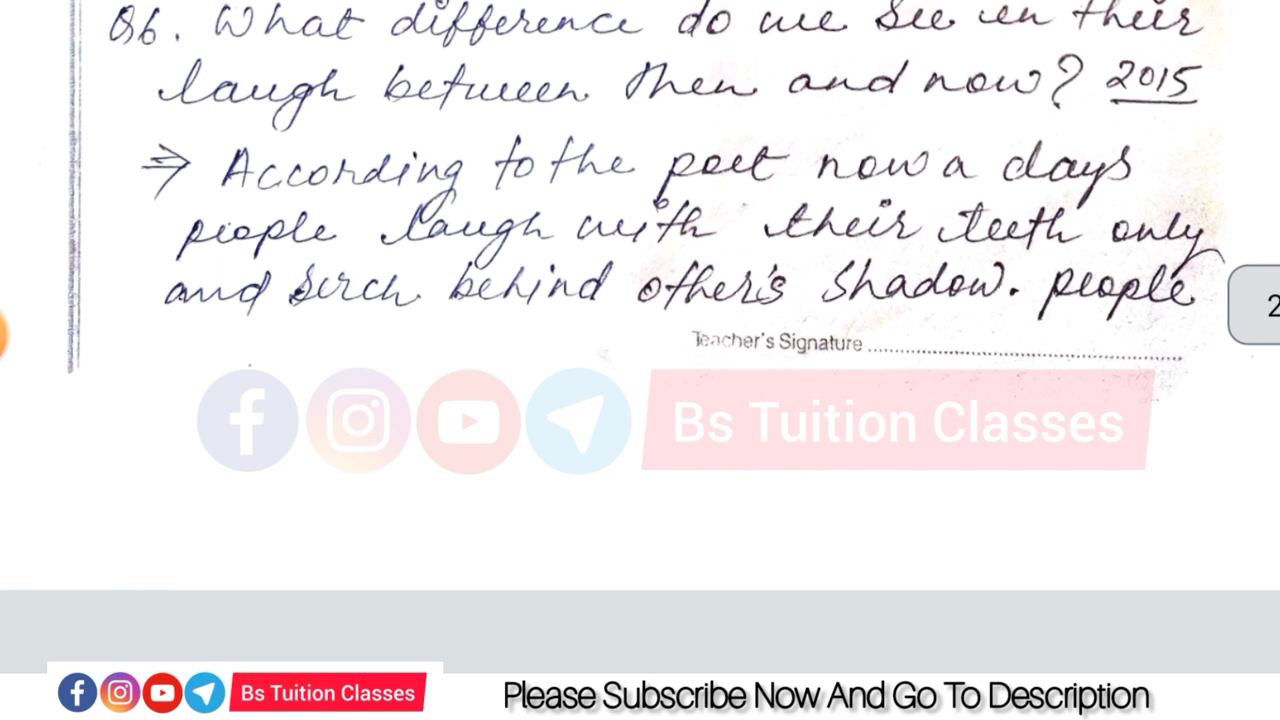 Q6. What difference do we see in their
laugh between then and now? 2015
⇒ According to the poet now a days
people laugh with their teeth only
and serch behind other's shadow. people
Teacher's Signature
2
Bs Tuition Classes
Bs Tuition Classes
Please Subscribe Now And Go To Description